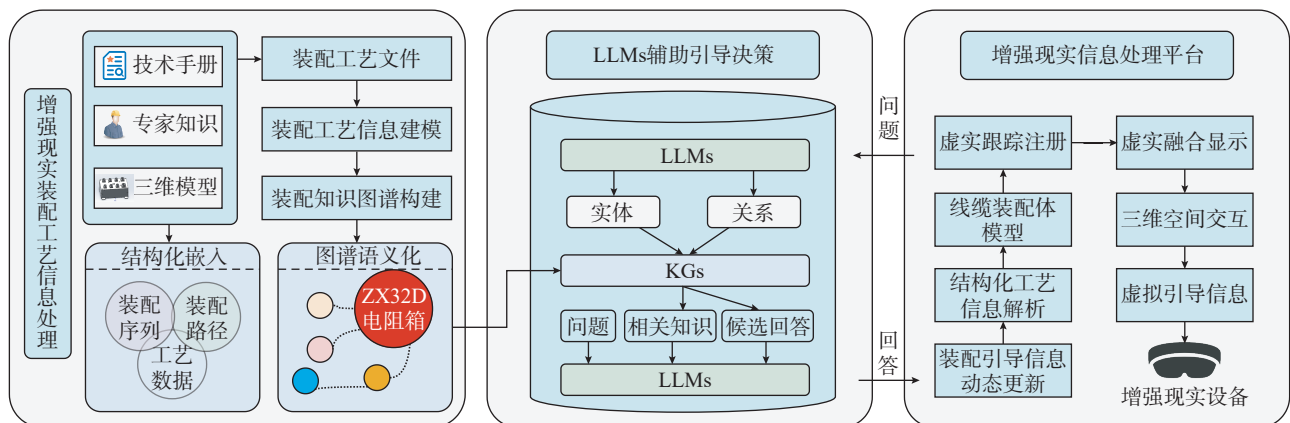 增强现实装配工艺信息处理
技术手册
专家知识
三维模型
装配工艺文件
装配工艺信息建模
装配知识图谱构建
结构化嵌入
装配
序列
装配
路径
工艺
数据
图谱语义化
ZX32D
电阻箱
LLMs辅助引导决策
LLMs
实体
关系
KGs
问题
相关知识
候选回答
LLMs
问题
回答
增强现实信息处理平台
虚实跟踪注册
线缆装配体
模型
结构化工艺
信息解析
装配引导信息
动态更新
虚实融合显示
三维空间交互
虚拟引导信息
增强现实设备